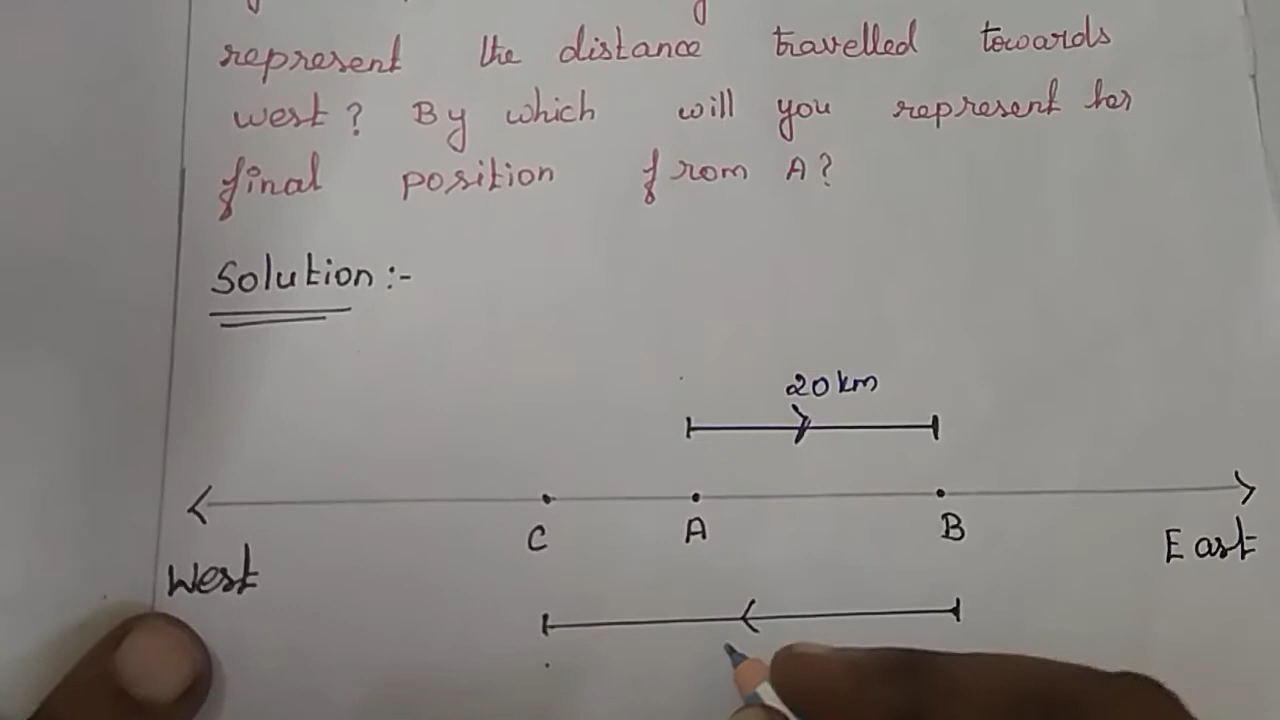 represent the distance travelled towards
west? By which will you represent her
final position from A?
Solution :-
20 km
C A B
West East